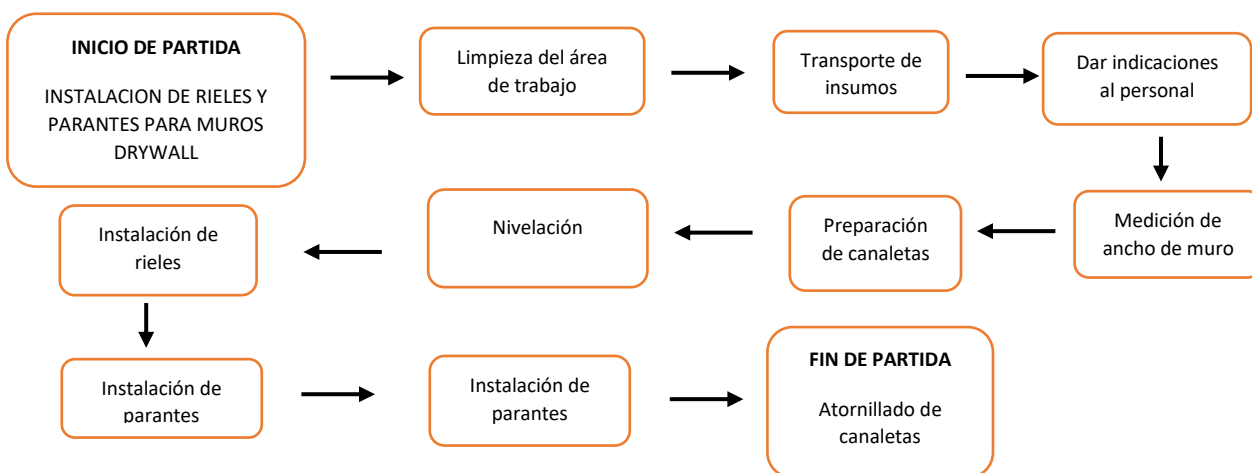 INICIO DE PARTIDA
INSTALACION DE RIELES Y
PARANTES PARA MUROS
DRYWALL
Limpieza del área
de trabajo
Transporte de
insumos
Dar indicaciones
al personal
Medición de
ancho de muro
Preparación
de canaletas
Nivelación
Instalación de
rieles
Instalación de
parantes
Instalación de
parantes
FIN DE PARTIDA
Atornillado de
canaletas